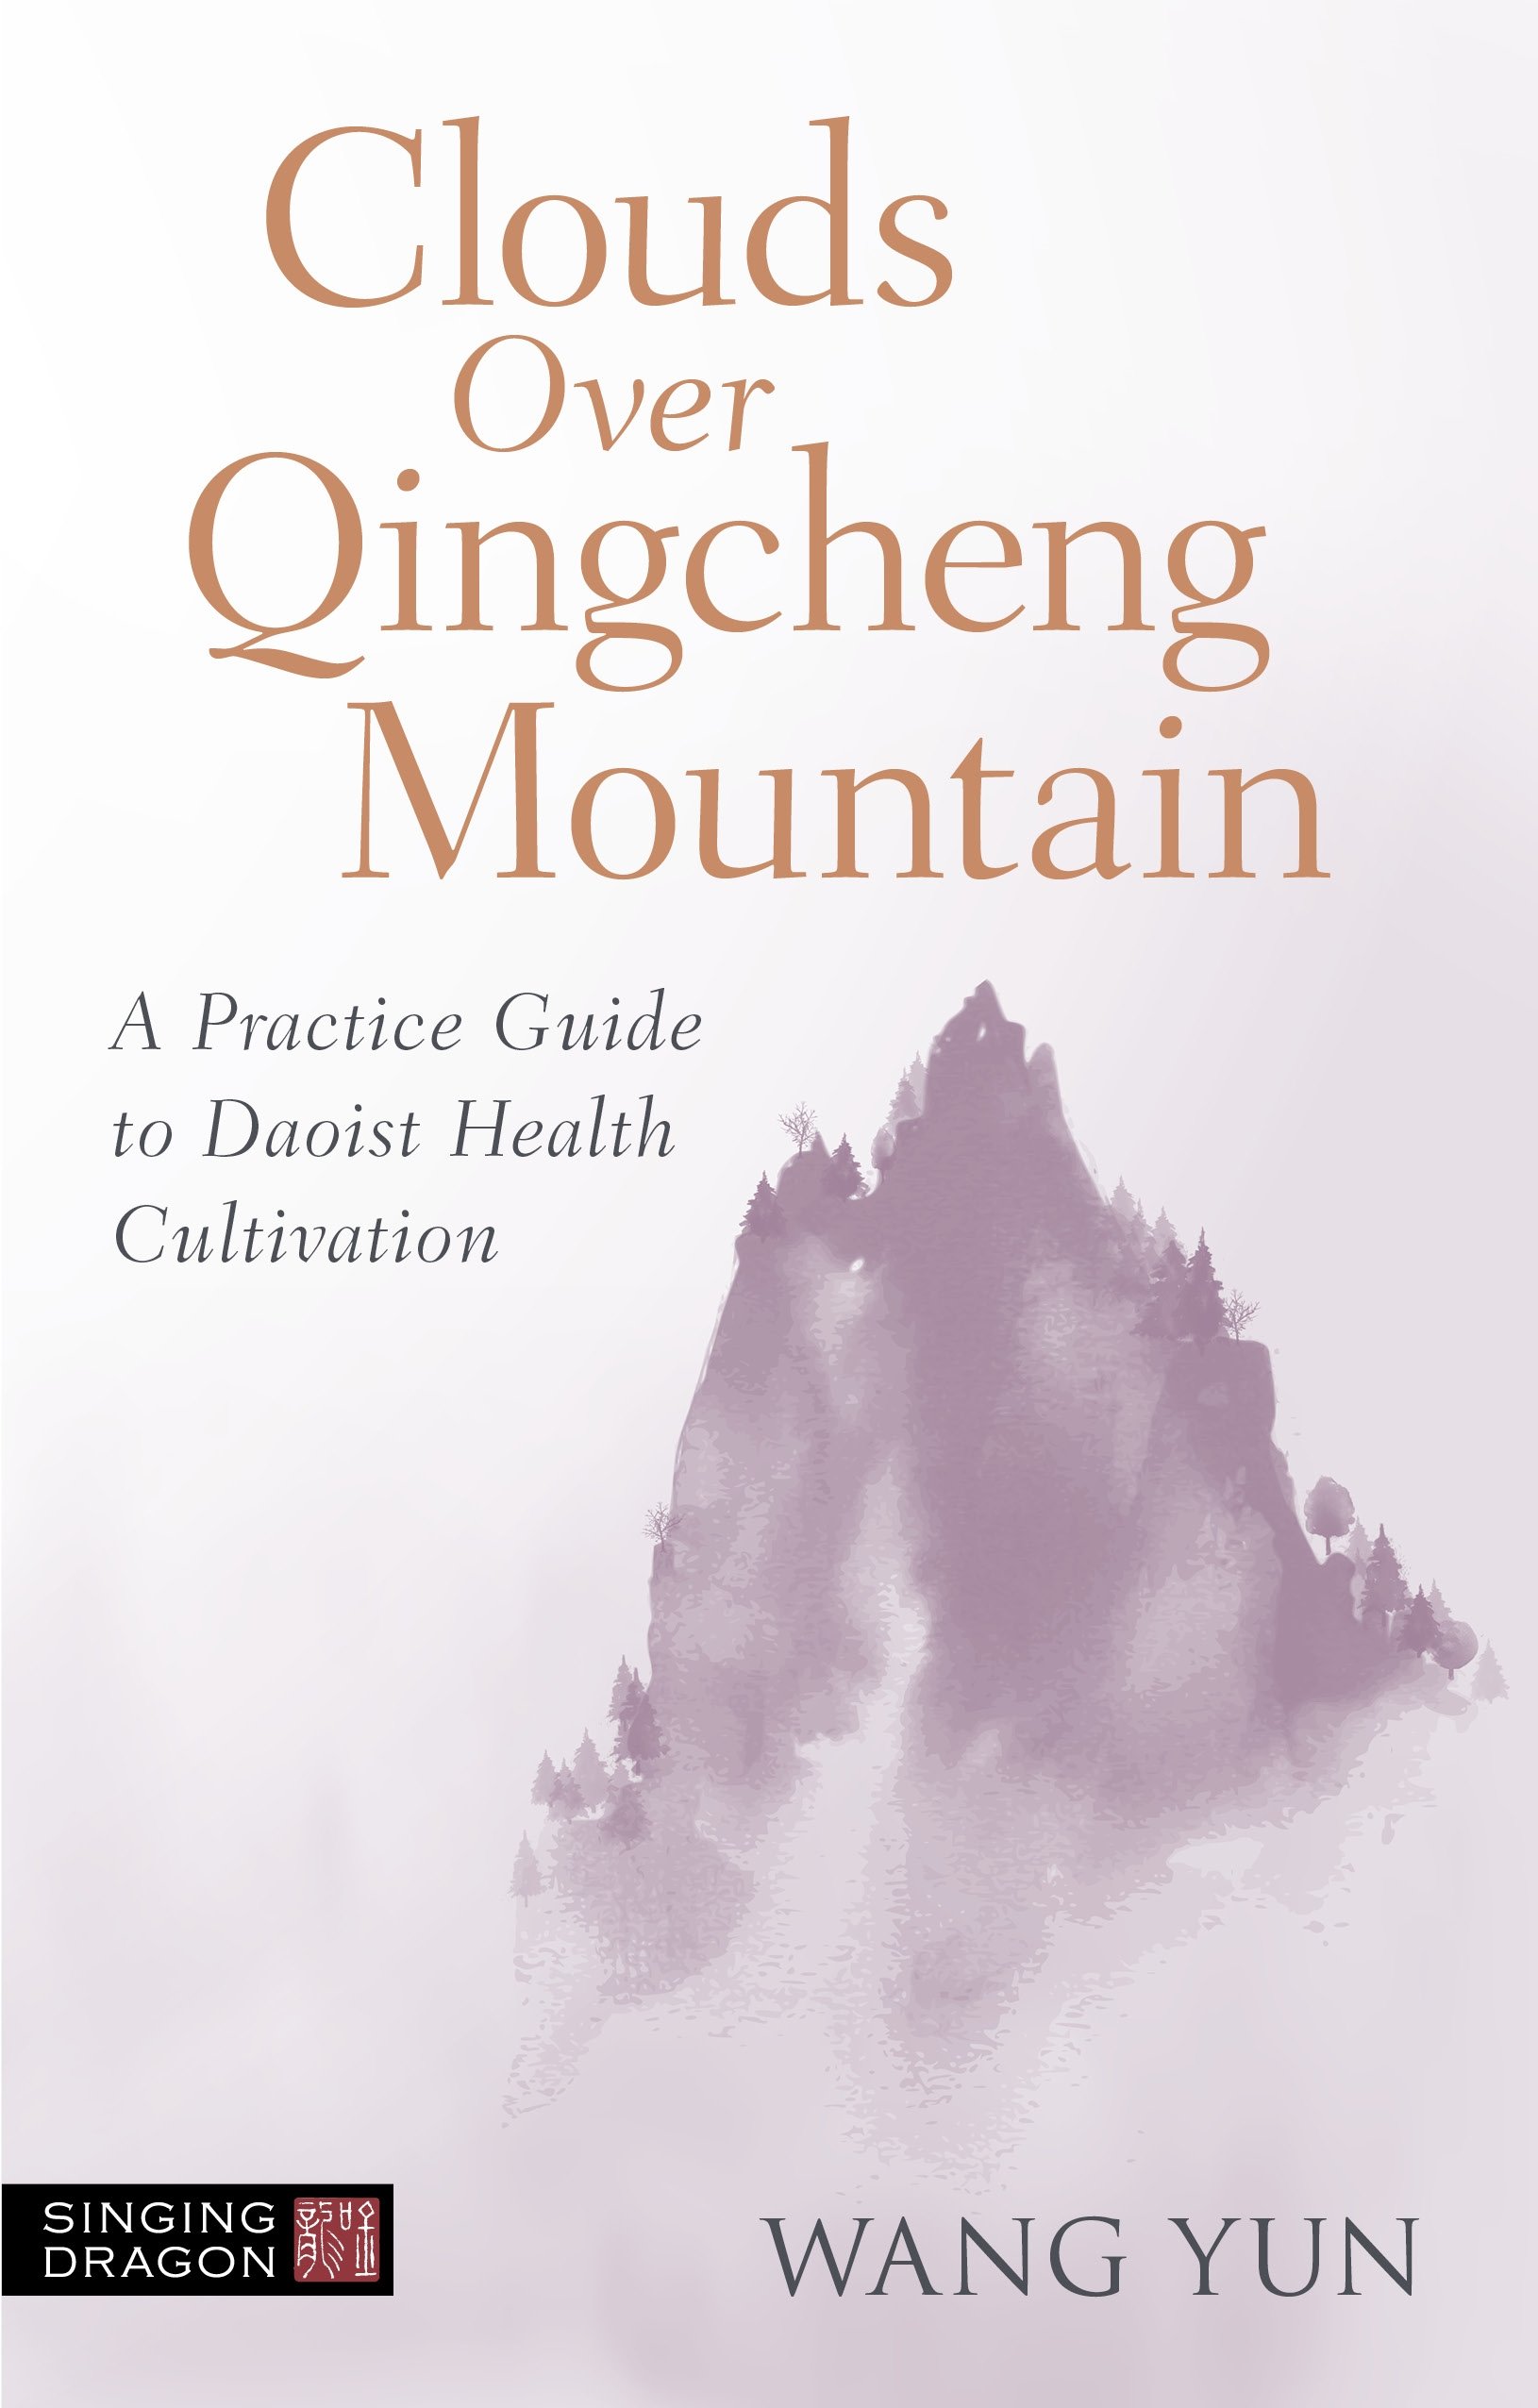 Clouds
Over
Qingcheng
Mountain
A Practice Guide
to Daoist Health
Cultivation
SINGING
DRAGON
WANG YUN